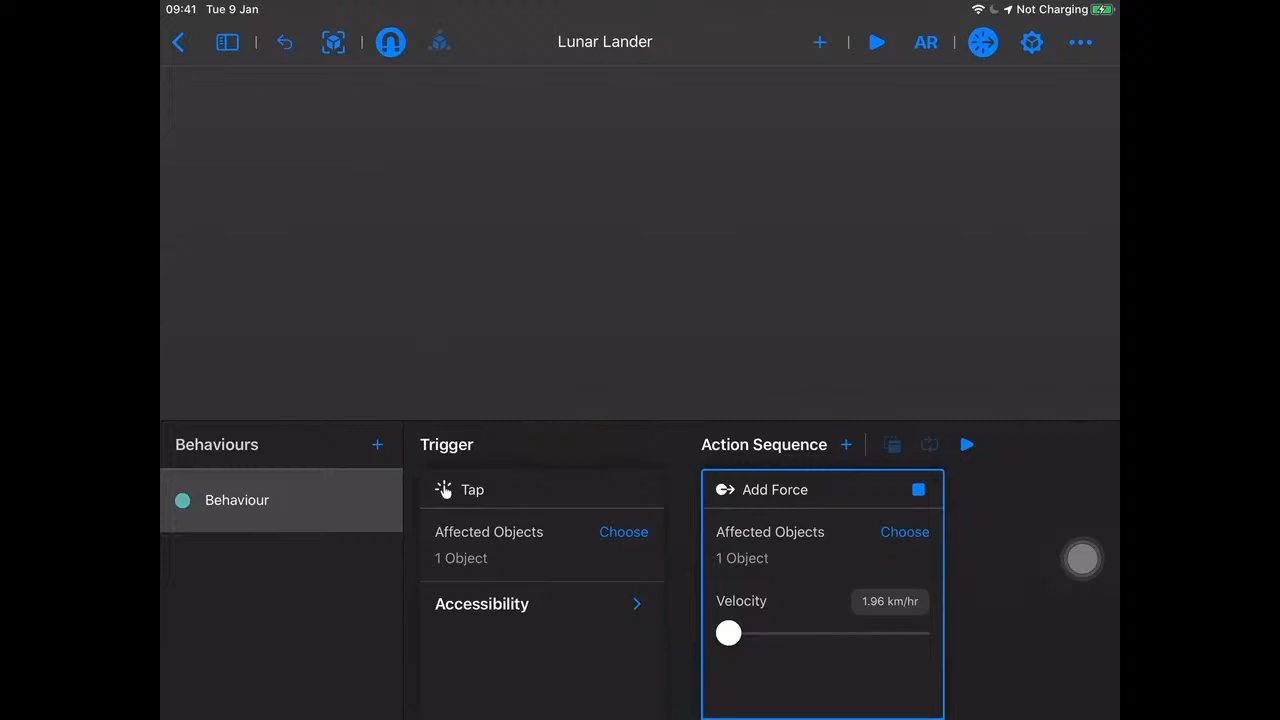 09:41 Tue 9 Jan
Not Charging
Lunar Lander
AR
Behaviours
Trigger
Action Sequence
Behaviour
Tap
Affected Objects Choose
1 Object
Accessibility
Add Force
Affected Objects Choose
1 Object
Velocity 1.96 km/hr